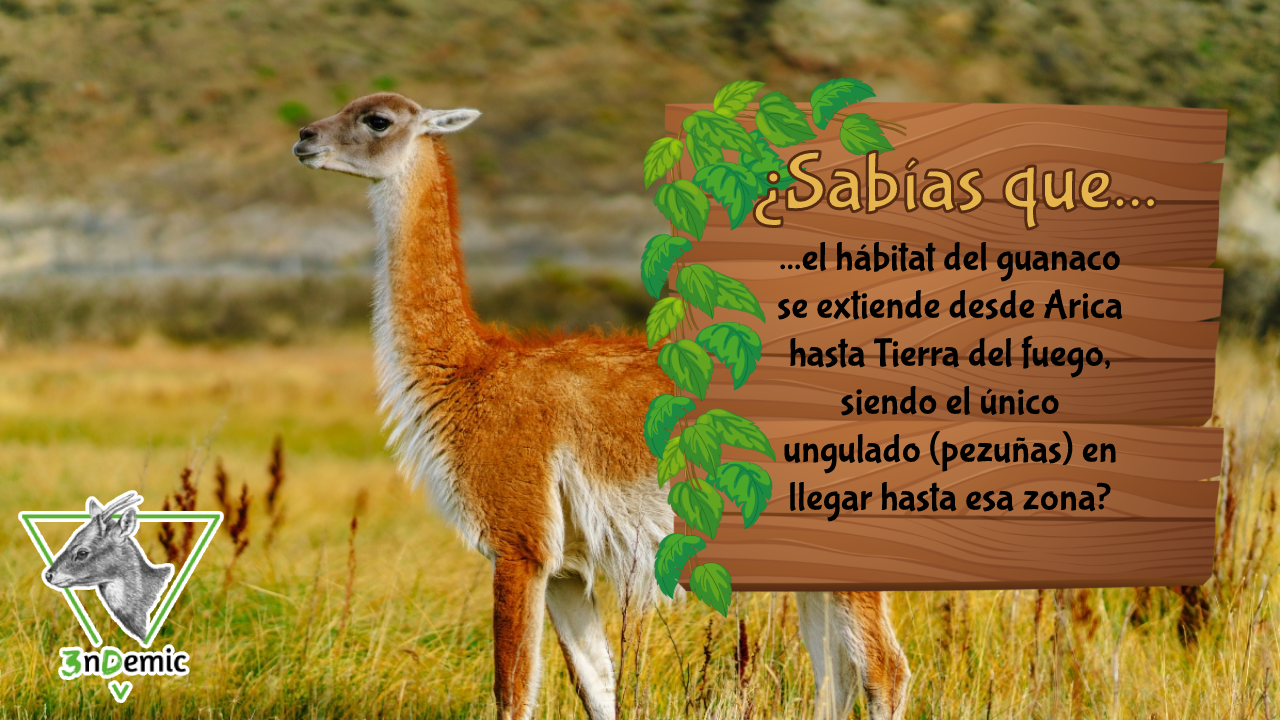 ¿Sabías que...
...el hábitat del guanaco
se extiende desde Arica
hasta Tierra del fuego,
siendo el único
ungulado (pezuñas) en
llegar hasta esa zona?
3nDemic